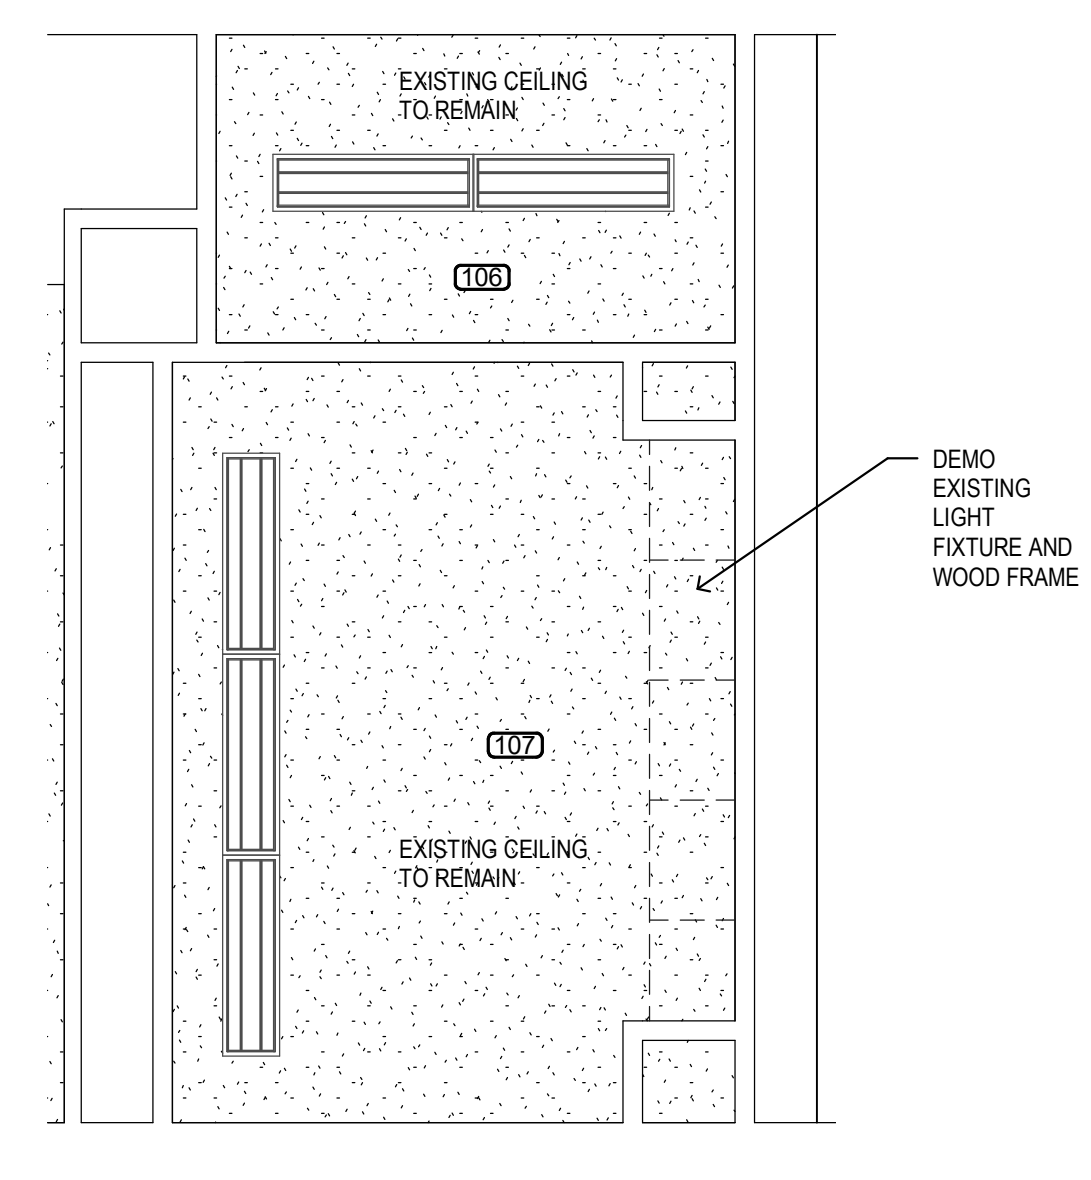 EXISTING CEILING
TO REMAIN
106
DEMO
EXISTING
LIGHT
FIXTURE AND
WOOD FRAME
107
EXISTING CEILING
TO REMAIN